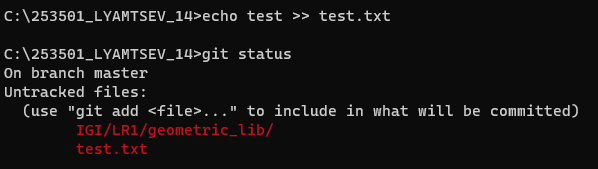 C:\253501_LYAMTSEV_14>echo test >> test.txt
C:\253501_LYAMTSEV_14>git status
On branch master
Untracked files:
  (use "git add <file>..." to include in what will be committed)
        IGI/LR1/geometric_lib/
        test.txt